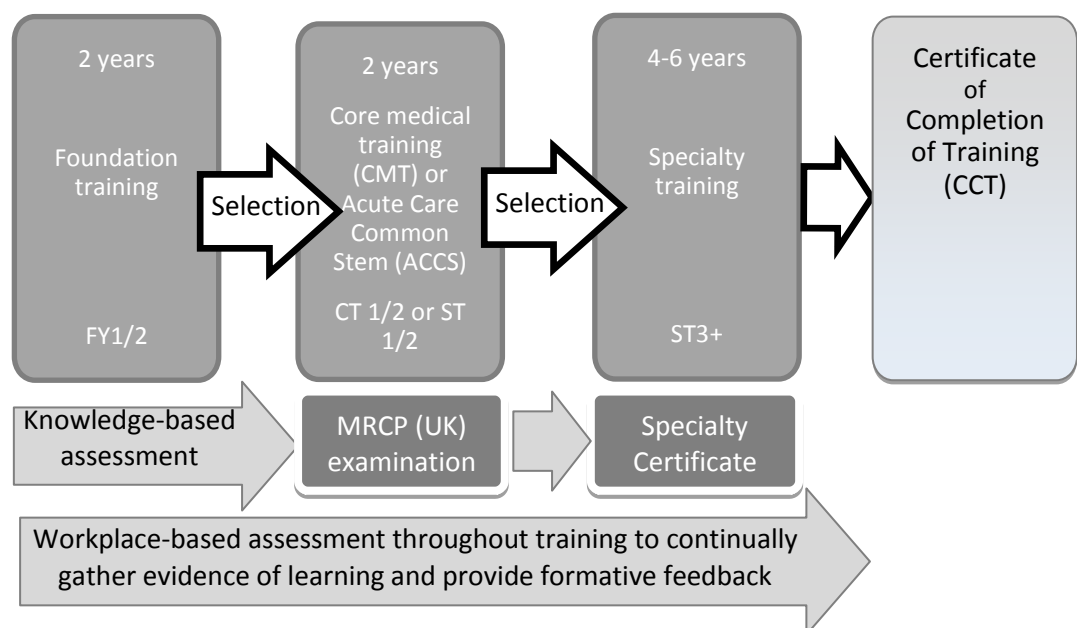 2 years
Foundation
training
FY1/2
Selection
2 years
Core medical
training
(CMT) or
Acute Care
Common
Stem (ACCS)
CT 1/2 or ST
1/2
Selection
4-6 years
Specialty
training
ST3+
Certificate
of
Completion
of Training
(CCT)
Knowledge-based
assessment
MRCP (UK)
examination
Specialty
Certificate
Workplace-based assessment throughout training to continually
gather evidence of learning and provide formative feedback